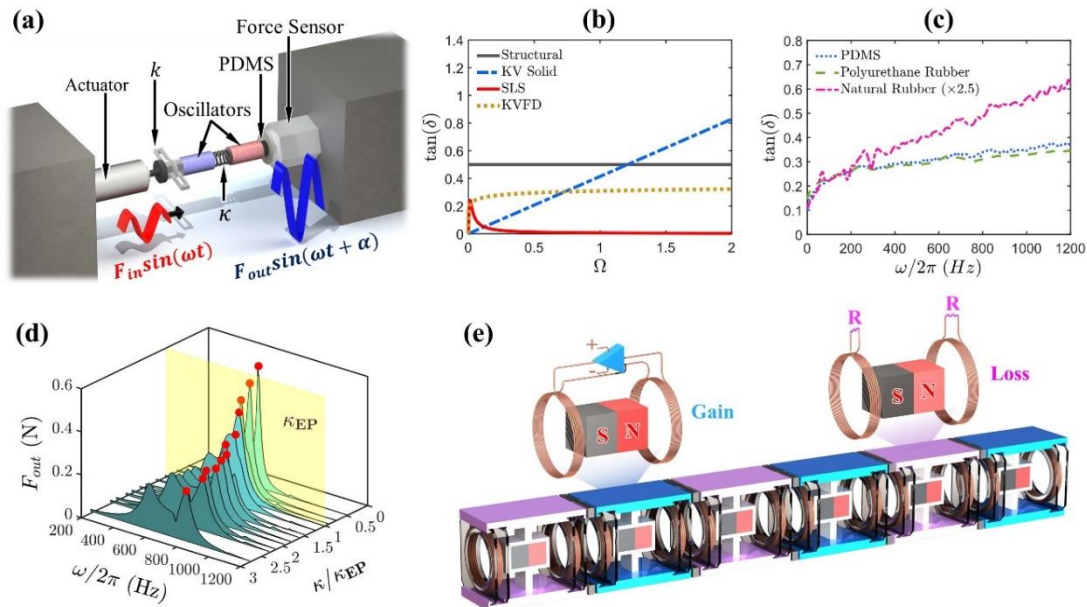 (a)
Force Sensor
PDMS
k
Oscillators
Actuator
κ
F_in sin(ωt)
F_out sin(ωt + α)
(b)
1.4
1.2
1
0.8
0.6
0.4
0.2
0
tan(δ)
Structural
KV Solid
SLS
KVFD
0
0.5
1
1.5
2
Ω
(c)
0.8
0.7
0.6
0.5
0.4
0.3
0.2
0.1
0
tan(δ)
PDMS
Polyurethane Rubber
Natural Rubber (×2.5)
0
200
400
600
800
1000
1200
ω/2π (Hz)
(d)
0.6
0.4
0.2
0
F_out (N)
κ_EP
200
400
600
800
1000
1200
ω/2π (Hz)
3
2.5
2
1.5
1
0.5
0
κ/κ_EP
(e)
+
-
S N
Gain
R
R
S N
Loss